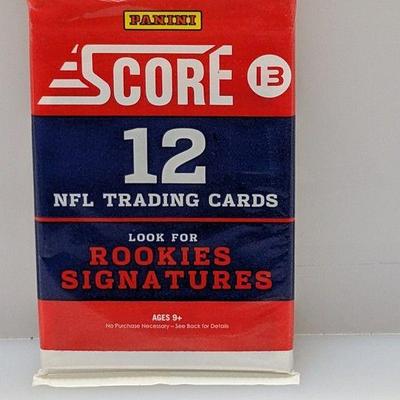 PANINI
SCORE 13
12
NFL TRADING CARDS
LOOK FOR
ROOKIES
SIGNATURES
AGES 9+
No Purchase Necessary – See Back for Details